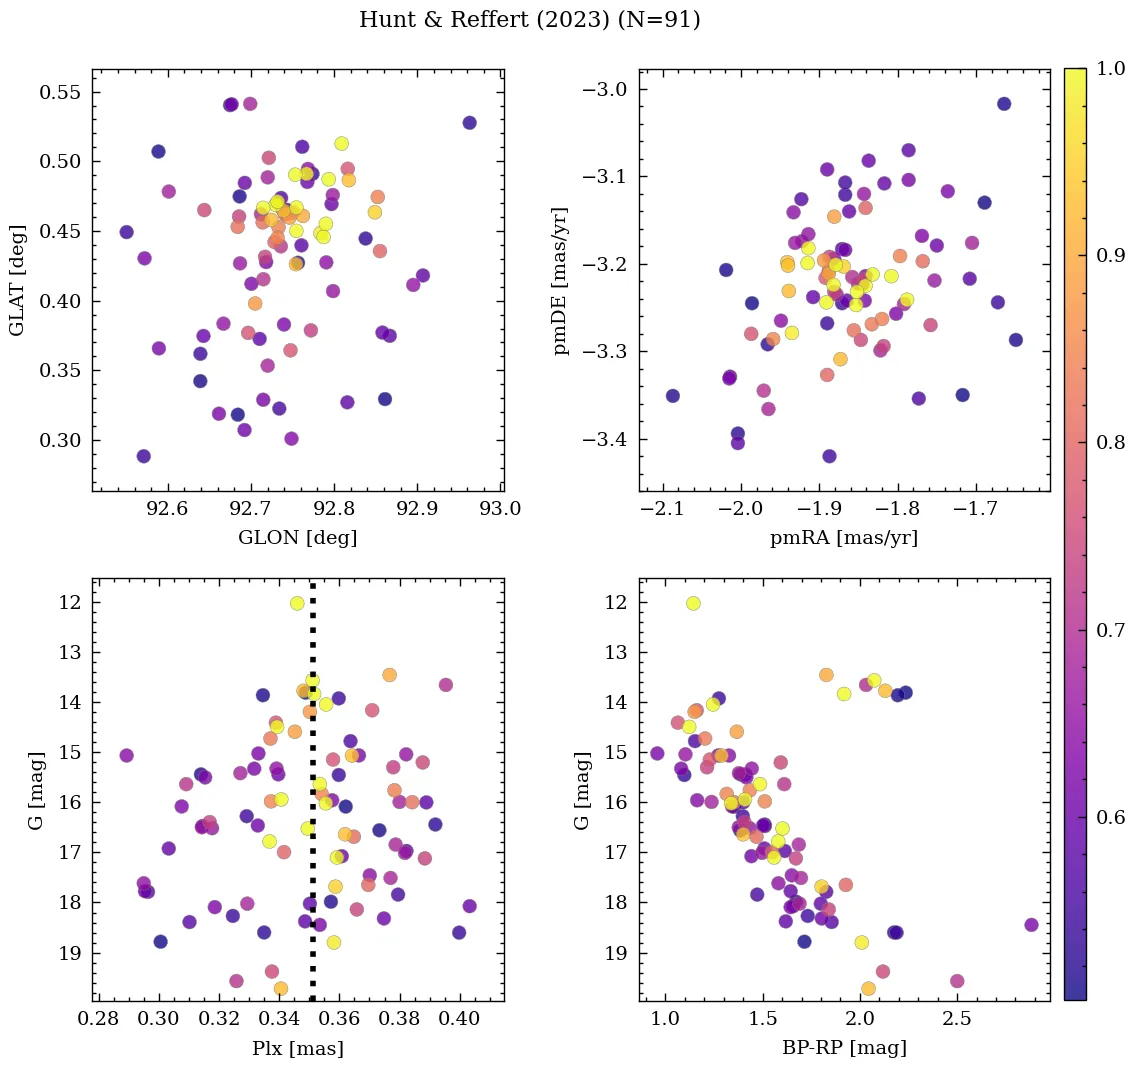 Hunt & Reffert (2023) (N=91)
0.55
0.50
0.45
0.40
0.35
0.30
GLAT [deg]
92.6 92.7 92.8 92.9 93.0
GLON [deg]
−3.0
−3.1
−3.2
−3.3
−3.4
pmDE [mas/yr]
−2.1 −2.0 −1.9 −1.8 −1.7
pmRA [mas/yr]
1.0
0.9
0.8
0.7
0.6
12
13
14
15
16
17
18
19
G [mag]
0.28 0.30 0.32 0.34 0.36 0.38 0.40
Plx [mas]
12
13
14
15
16
17
18
19
G [mag]
1.0 1.5 2.0 2.5
BP-RP [mag]